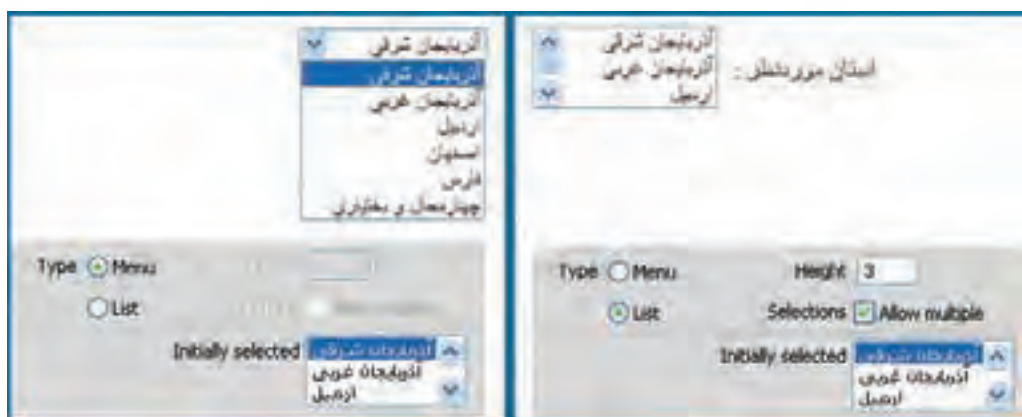 آذربایجان شرقی
آذربایجان شرقی
آذربایجان غربی
اردبیل
اصفهان
فارس
چهارمحال و بختیاری
Type Menu
List
Initially selected آذربایجان شرقی
آذربایجان غربی
اردبیل
استان موردنظر :
آذربایجان شرقی
آذربایجان غربی
اردبیل
Type Menu Height 3
List Selections Allow multiple
Initially selected آذربایجان شرقی
آذربایجان غربی
اردبیل